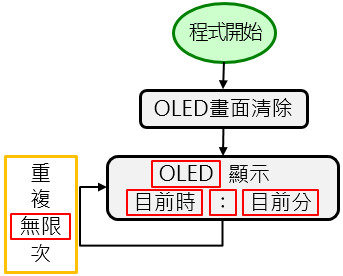 程式開始
OLED畫面清除
OLED 顯示
目前時 : 目前分
重
複
無限
次